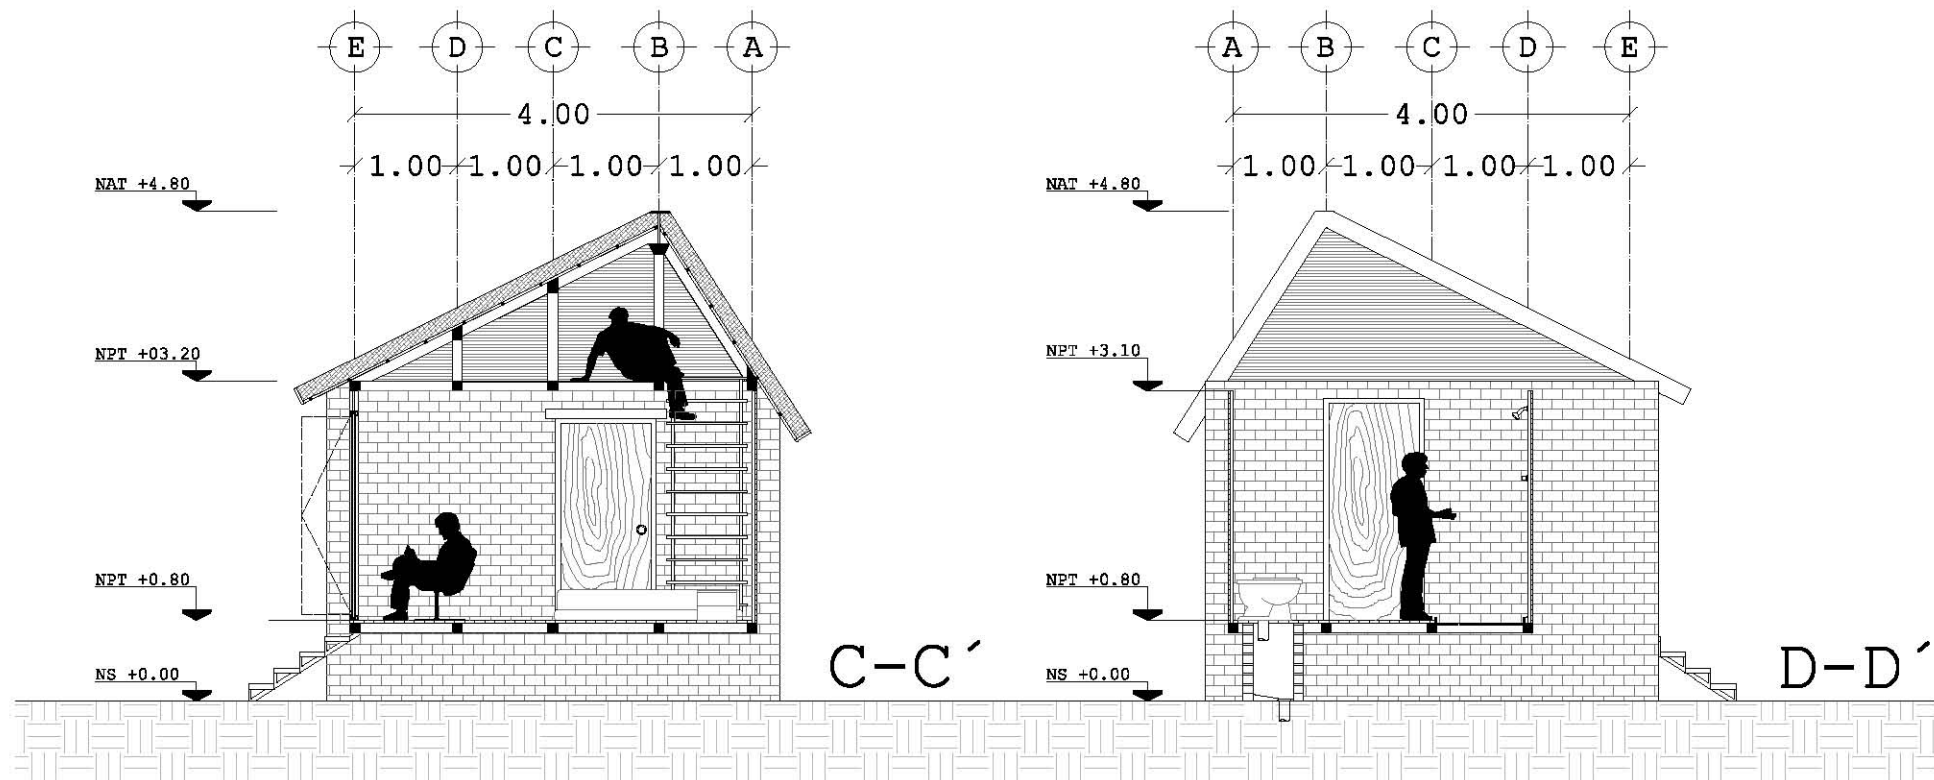 E D C B A
4.00
1.00 1.00 1.00 1.00
NAT +4.80
NPT +03.20
NPT +0.80
NS +0.00
C-C´
A B C D E
4.00
1.00 1.00 1.00 1.00
NAT +4.80
NPT +3.10
NPT +0.80
NS +0.00
D-D´